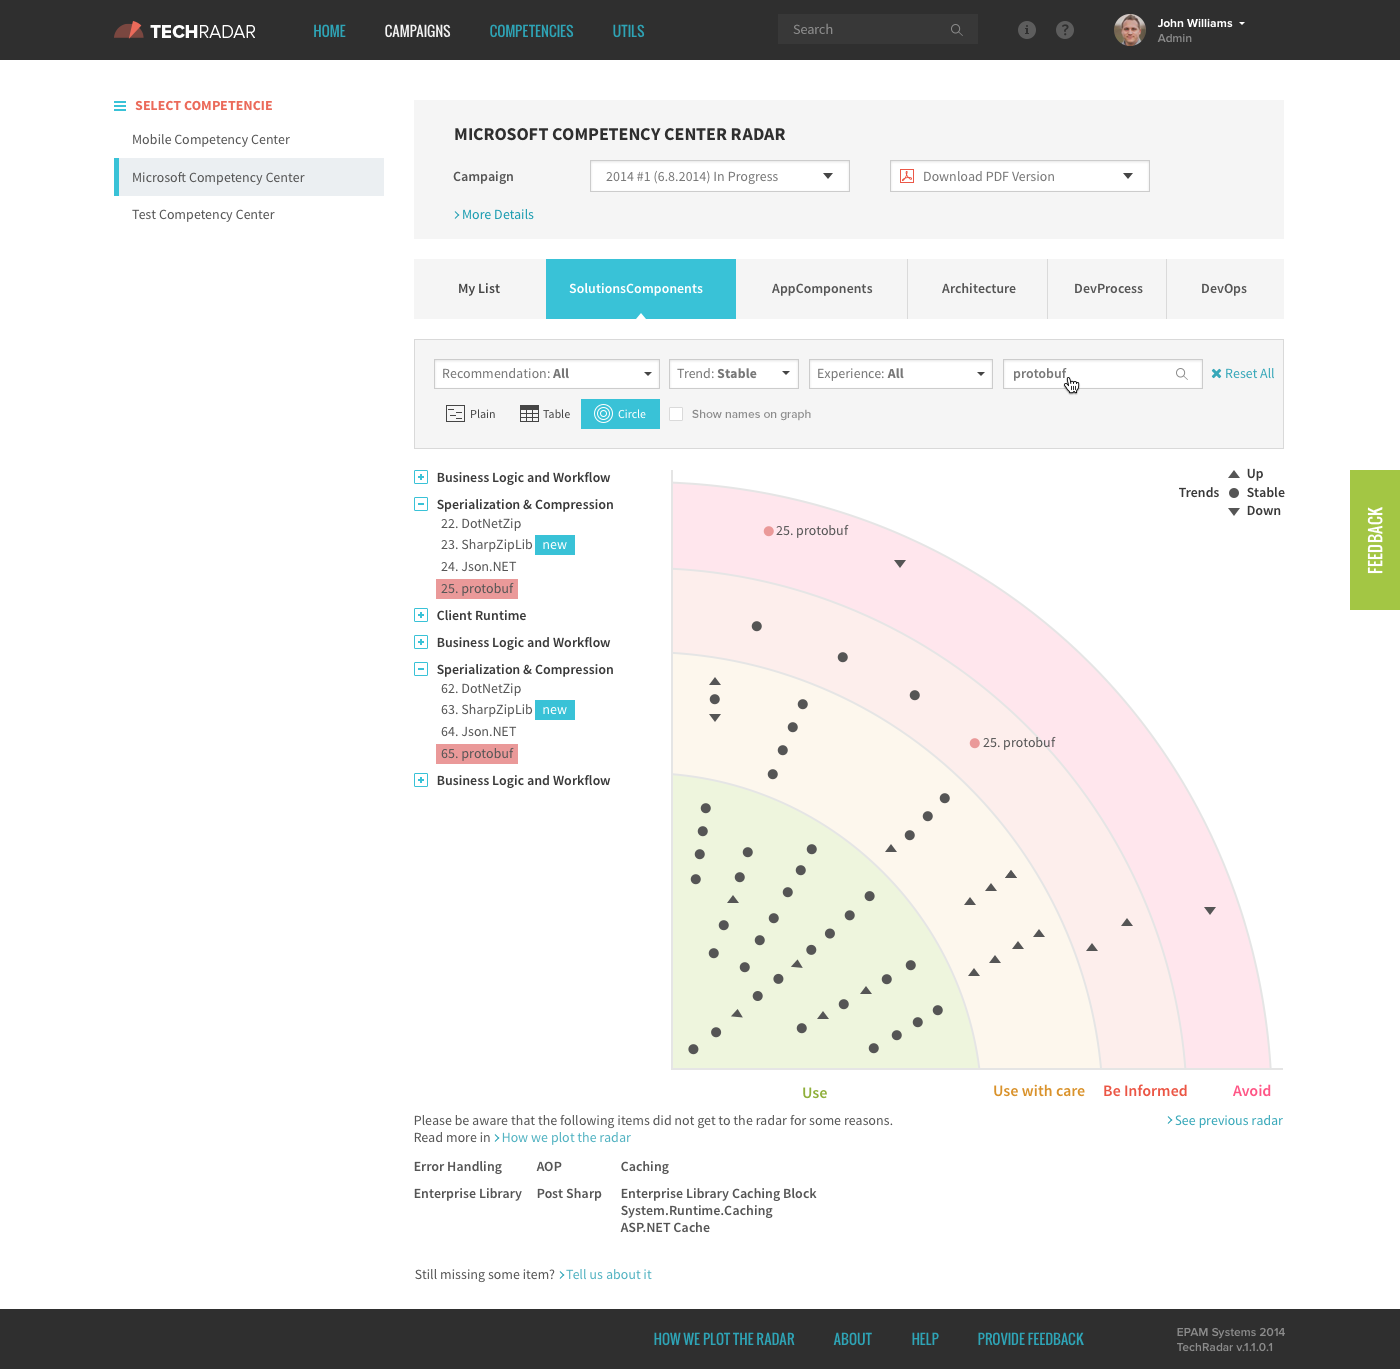 TECHRADAR
HOME
CAMPAIGNS
COMPETENCIES
UTILS
Search
i
?
John Williams
Admin
SELECT COMPETENCIE
Mobile Competency Center
Microsoft Competency Center
Test Competency Center
MICROSOFT COMPETENCY CENTER RADAR
Campaign
2014 #1 (6.8.2014) In Progress
Download PDF Version
More Details
My List
SolutionsComponents
AppComponents
Architecture
DevProcess
DevOps
Recommendation: All
Trend: Stable
Experience: All
protobuf
Reset All
Plain
Table
Circle
Show names on graph
Business Logic and Workflow
Sperialization & Compression
22. DotNetZip
23. SharpZipLib new
24. Json.NET
25. protobuf
Client Runtime
Business Logic and Workflow
Sperialization & Compression
62. DotNetZip
63. SharpZipLib new
64. Json.NET
65. protobuf
Business Logic and Workflow
Trends
Up
Stable
Down
25. protobuf
25. protobuf
FEEDBACK
Use
Use with care
Be Informed
Avoid
Please be aware that the following items did not get to the radar for some reasons.
Read more in How we plot the radar
See previous radar
Error Handling
AOP
Caching
Enterprise Library
Post Sharp
Enterprise Library Caching Block
System.Runtime.Caching
ASP.NET Cache
Still missing some item? Tell us about it
HOW WE PLOT THE RADAR
ABOUT
HELP
PROVIDE FEEDBACK
EPAM Systems 2014
TechRadar v.1.1.0.1